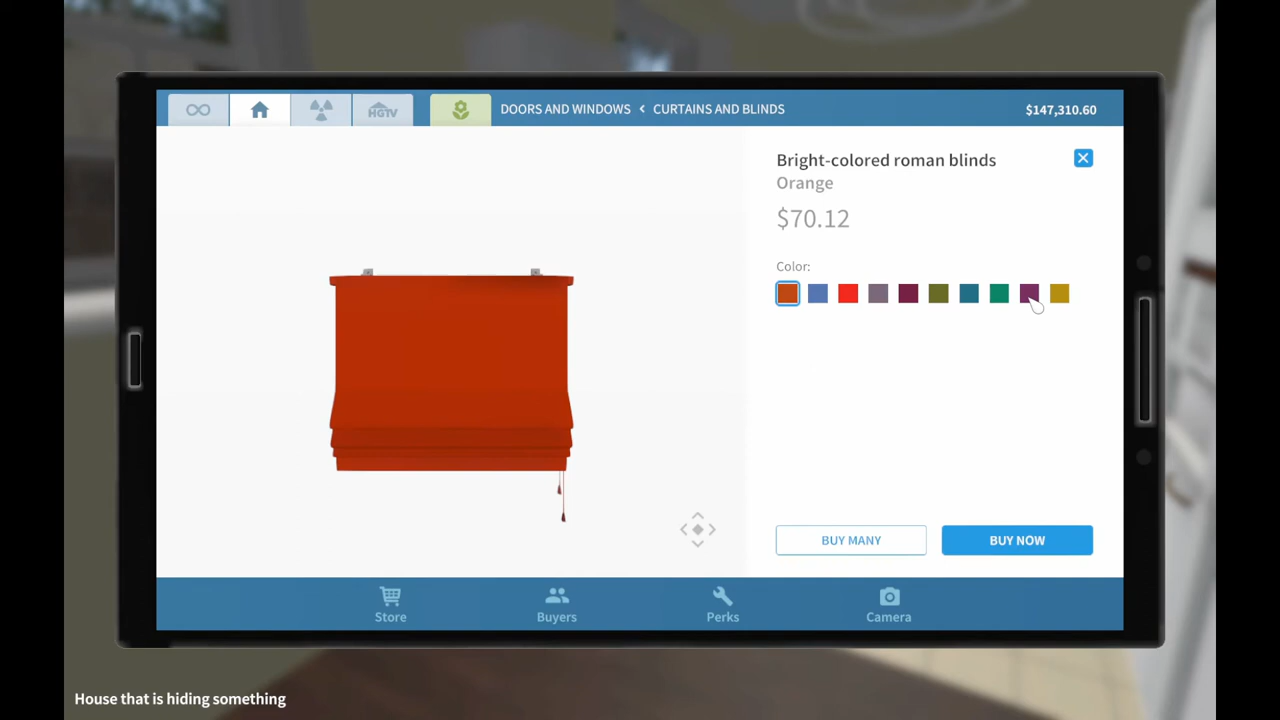 HGTV
DOORS AND WINDOWS < CURTAINS AND BLINDS
$147,310.60
Bright-colored roman blinds
Orange
$70.12
Color:
BUY MANY
BUY NOW
Store
Buyers
Perks
Camera
House that is hiding something